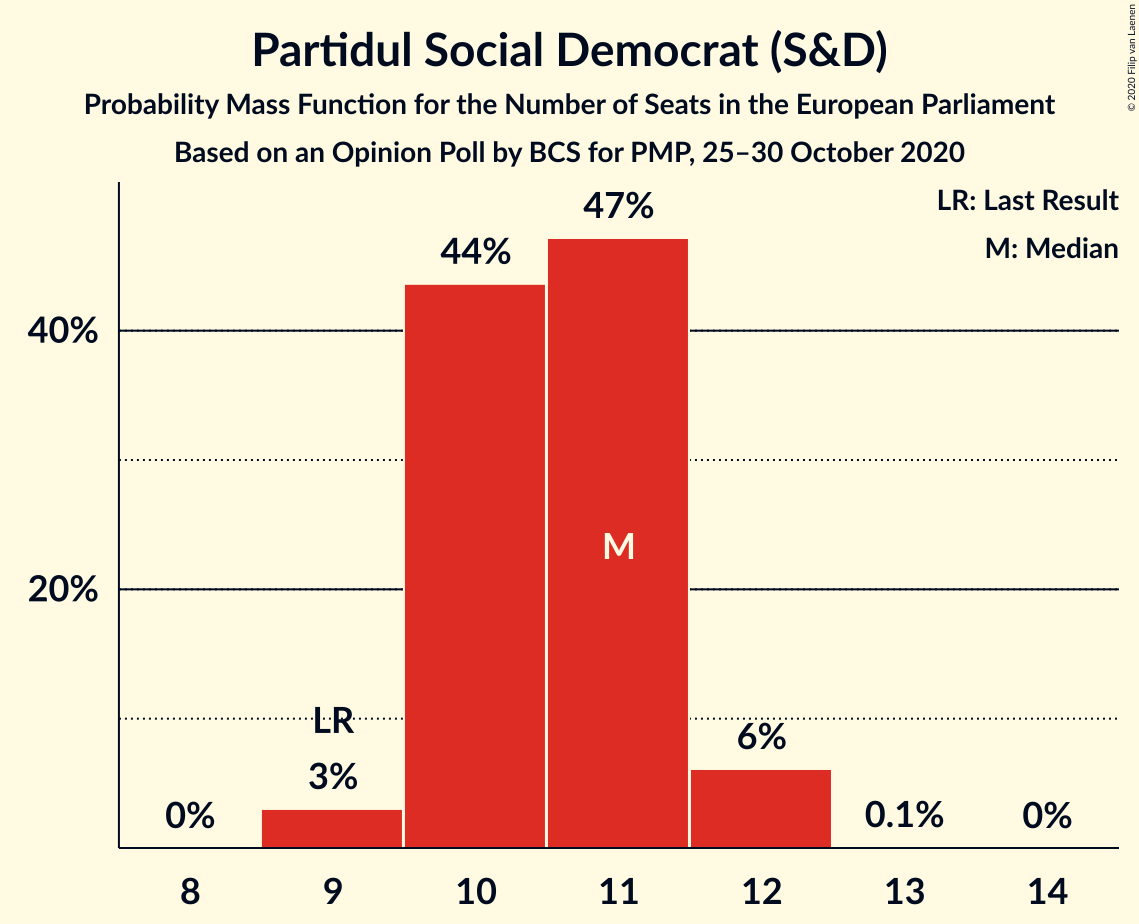 Partidul Social Democrat (S&D)
Probability Mass Function for the Number of Seats in the European Parliament
Based on an Opinion Poll by BCS for PMP, 25–30 October 2020
© 2020 Filip van Laenen
LR: Last Result
M: Median
47%
44%
40%
M
20%
LR
6%
3%
0%
0.1%
0%
8 9 10 11 12 13 14